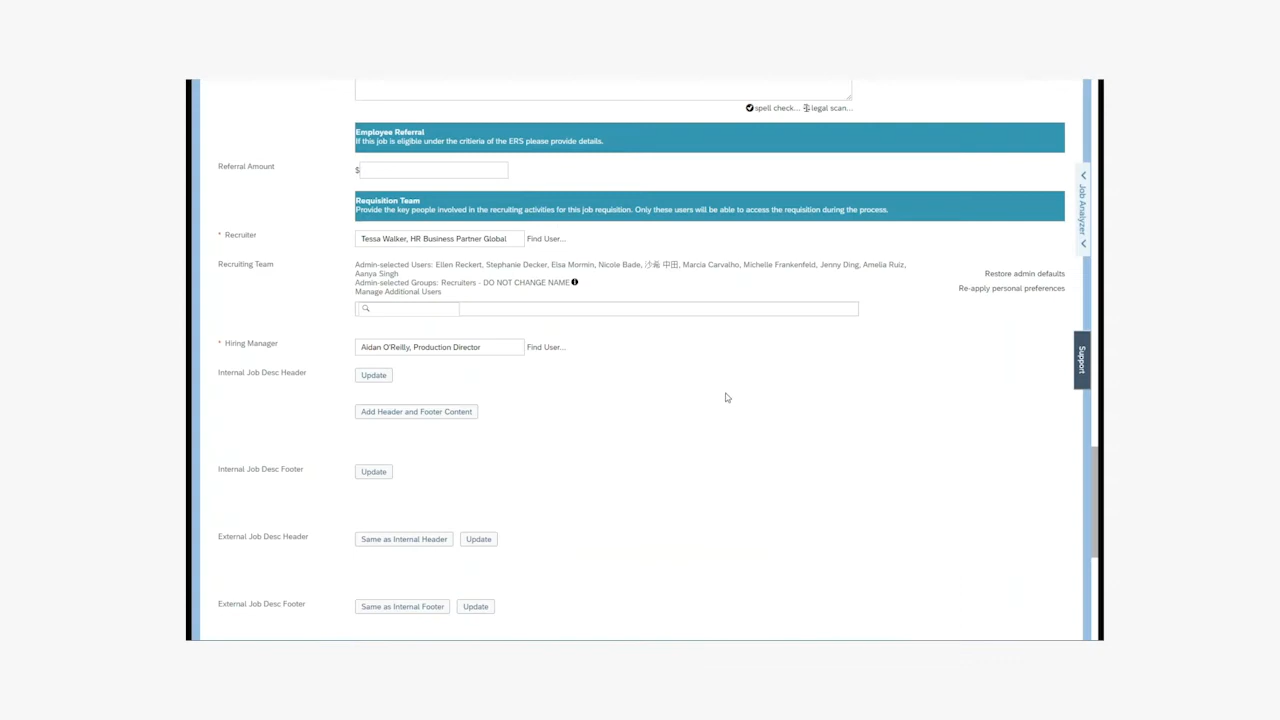 spell check... legal scan...
Employee Referral
If this job is eligible under the critieria of the ERS please provide details.
Referral Amount
$
Requisition Team
Provide the key people involved in the recruiting activities for this job requisition. Only these users will be able to access the requisition during the process.
* Recruiter
Tessa Walker, HR Business Partner Global Find User...
Recruiting Team
Admin-selected Users: Ellen Reckert, Stephanie Decker, Elsa Mormin, Nicole Bade, 沙希 中田, Marcia Carvalho, Michelle Frankenfeld, Jenny Ding, Amelia Ruiz,
Aanya Singh
Admin-selected Groups: Recruiters - DO NOT CHANGE NAME
Manage Additional Users
Restore admin defaults
Re-apply personal preferences
* Hiring Manager
Aidan O'Reilly, Production Director Find User...
Internal Job Desc Header
Update
Add Header and Footer Content
Internal Job Desc Footer
Update
External Job Desc Header
Same as Internal Header Update
External Job Desc Footer
Same as Internal Footer Update
Job Analyzer
Support